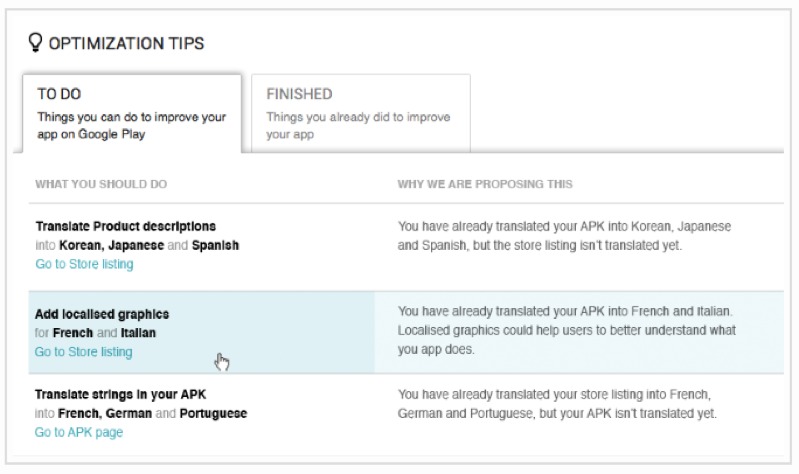 OPTIMIZATION TIPS
TO DO
Things you can do to improve your
app on Google Play
FINISHED
Things you already did to improve
your app
WHAT YOU SHOULD DO
WHY WE ARE PROPOSING THIS
Translate Product descriptions
into Korean, Japanese and Spanish
Go to Store listing
You have already translated your APK into Korean, Japanese
and Spanish, but the store listing isn't translated yet.
Add localised graphics
for French and Italian
Go to Store listing
You have already translated your APK into French and Italian.
Localised graphics could help users to better understand what
you app does.
Translate strings in your APK
into French, German and Portuguese
Go to APK page
You have already translated your store listing into French,
German and Portuguese, but your APK isn't translated yet.